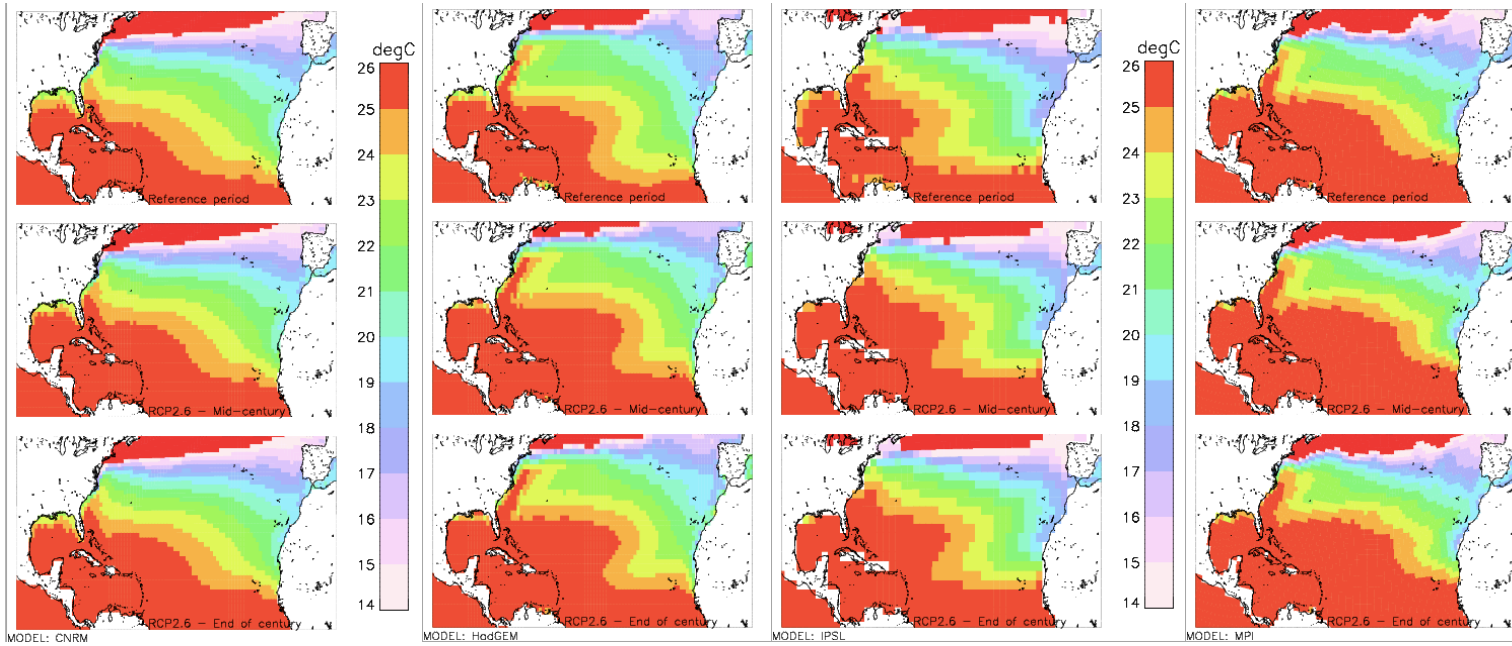 degC
26
25
24
23
22
21
20
19
18
17
16
15
14
Reference period
RCP2.6 - Mid-century
RCP2.6 - End of century
MODEL: CNRM
Reference period
RCP2.6 - Mid-century
RCP2.6 - End of century
MODEL: HadGEM
degC
26
25
24
23
22
21
20
19
18
17
16
15
14
Reference period
RCP2.6 - Mid-century
RCP2.6 - End of century
MODEL: IPSL
Reference period
RCP2.6 - Mid-century
RCP2.6 - End of century
MODEL: MPI